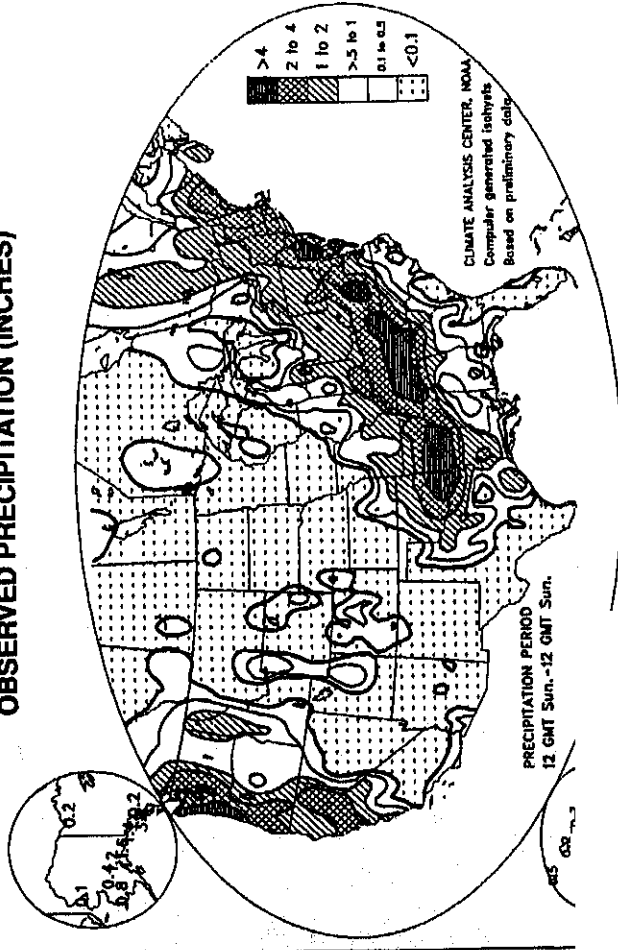 OBSERVED PRECIPITATION (INCHES)
>4
2 to 4
1 to 2
>.5 to 1
0.1 to 0.5
<0.1
CLIMATE ANALYSIS CENTER, NOAA
Computer generated isohyets
Based on preliminary data
PRECIPITATION PERIOD
12 GMT Sun.-12 GMT Sun.
0.2